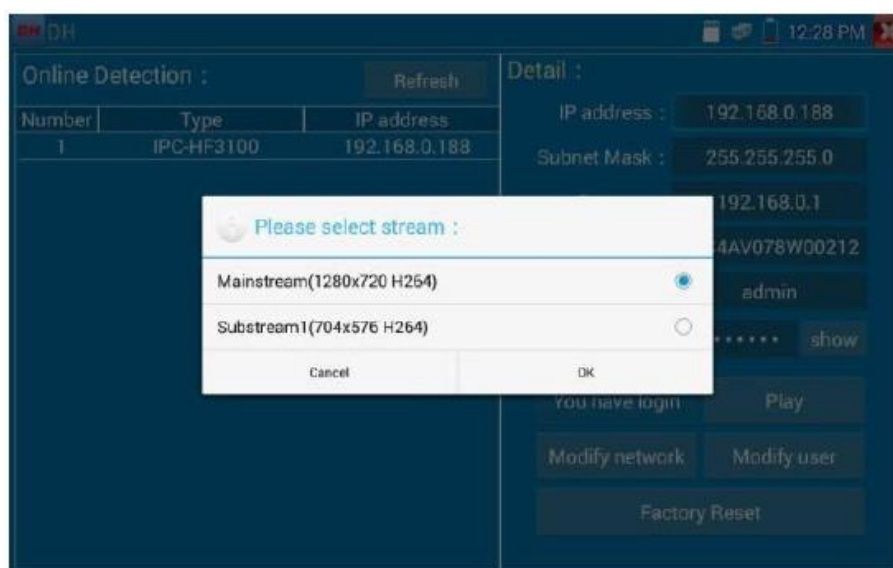 DH DH 12:28 PM
Online Detection :
Refresh
Number Type IP address
1 IPC-HF3100 192.168.0.188
Detail :
IP address : 192.168.0.188
Subnet Mask : 255.255.255.0
192.168.0.1
4AV078W00212
admin
show
You have login Play
Modify network Modify user
Factory Reset
Please select stream :
Mainstream(1280x720 H264)
Substream1(704x576 H264)
Cancel OK